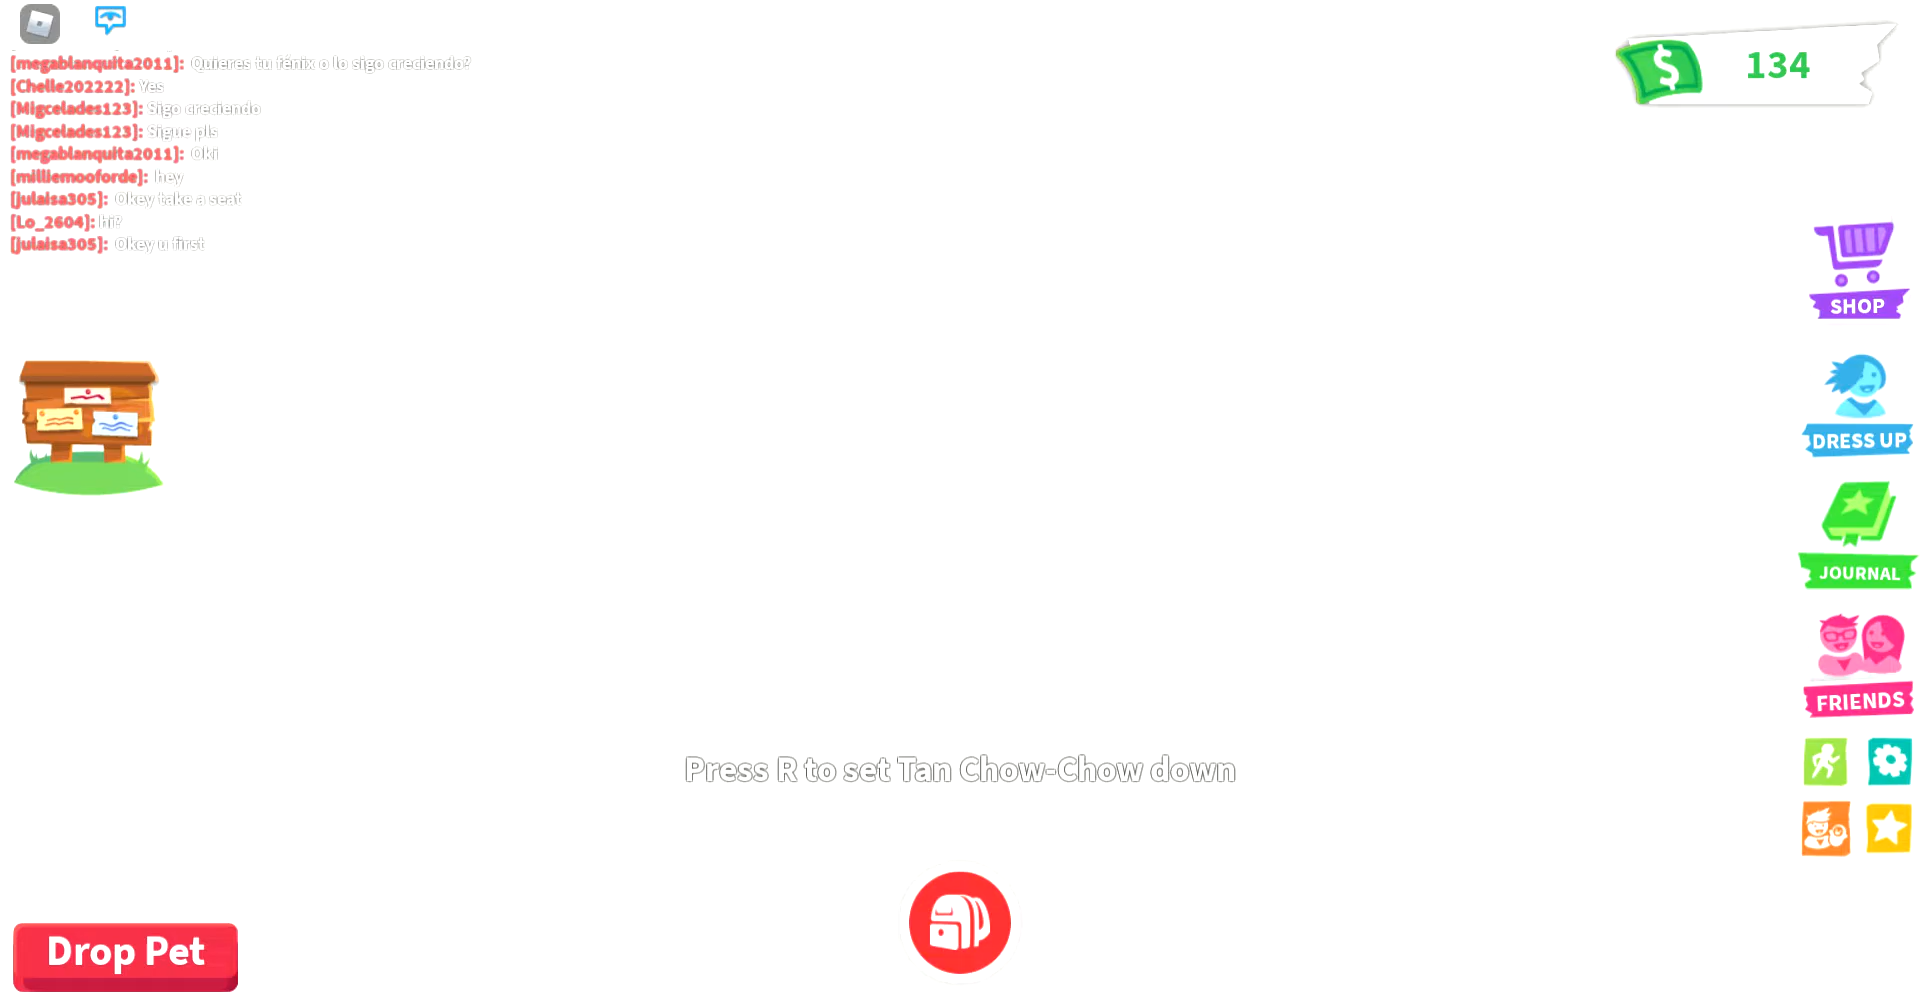 [megablanquita2011]: Quieres tu fénix o lo sigo creciendo?
[Chelle202222]: Yes
[Migcelades123]: Sigo creciendo
[Migcelades123]: Sigue pls
[megablanquita2011]: Oki
[milliemooforde]: hey
[julaisa305]: Okey take a seat
[Lo_2604]: hi?
[julaisa305]: Okey u first
134
SHOP
DRESS UP
JOURNAL
FRIENDS
Press R to set Tan Chow-Chow down
Drop Pet